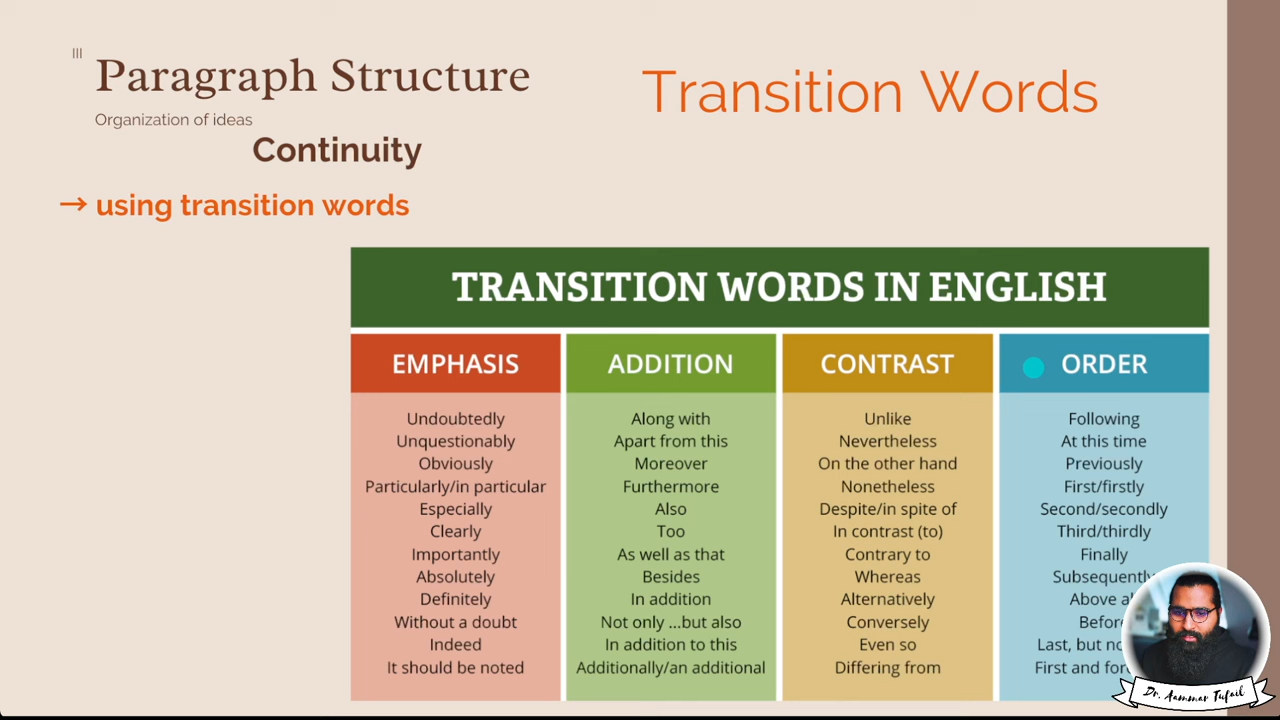 III
Paragraph Structure
Organization of ideas
Continuity
→ using transition words
Transition Words
TRANSITION WORDS IN ENGLISH
EMPHASIS
Undoubtedly
Unquestionably
Obviously
Particularly/in particular
Especially
Clearly
Importantly
Absolutely
Definitely
Without a doubt
Indeed
It should be noted
ADDITION
Along with
Apart from this
Moreover
Furthermore
Also
Too
As well as that
Besides
In addition
Not only ...but also
In addition to this
Additionally/an additional
CONTRAST
Unlike
Nevertheless
On the other hand
Nonetheless
Despite/in spite of
In contrast (to)
Contrary to
Whereas
Alternatively
Conversely
Even so
Differing from
ORDER
Following
At this time
Previously
First/firstly
Second/secondly
Third/thirdly
Finally
Subsequently
Above
Before
Last, but
First and
Dr. Aammar Tufail